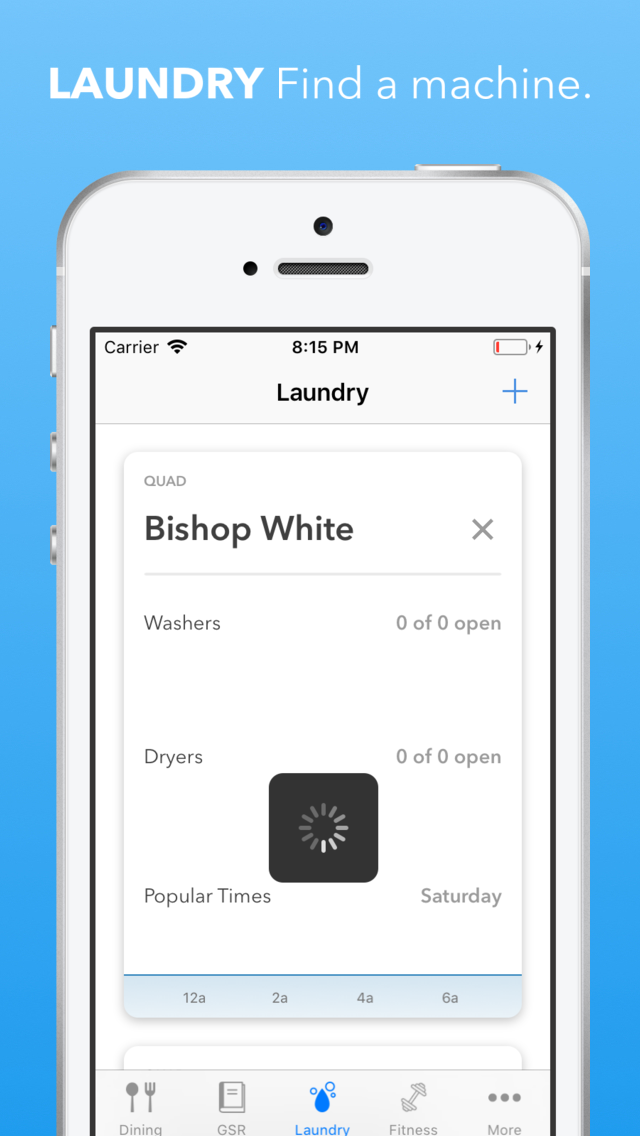 LAUNDRY Find a machine.
Carrier 8:15 PM
Laundry
QUAD
Bishop White
Washers 0 of 0 open
Dryers 0 of 0 open
Popular Times Saturday
12a 2a 4a 6a
Dining GSR Laundry Fitness More